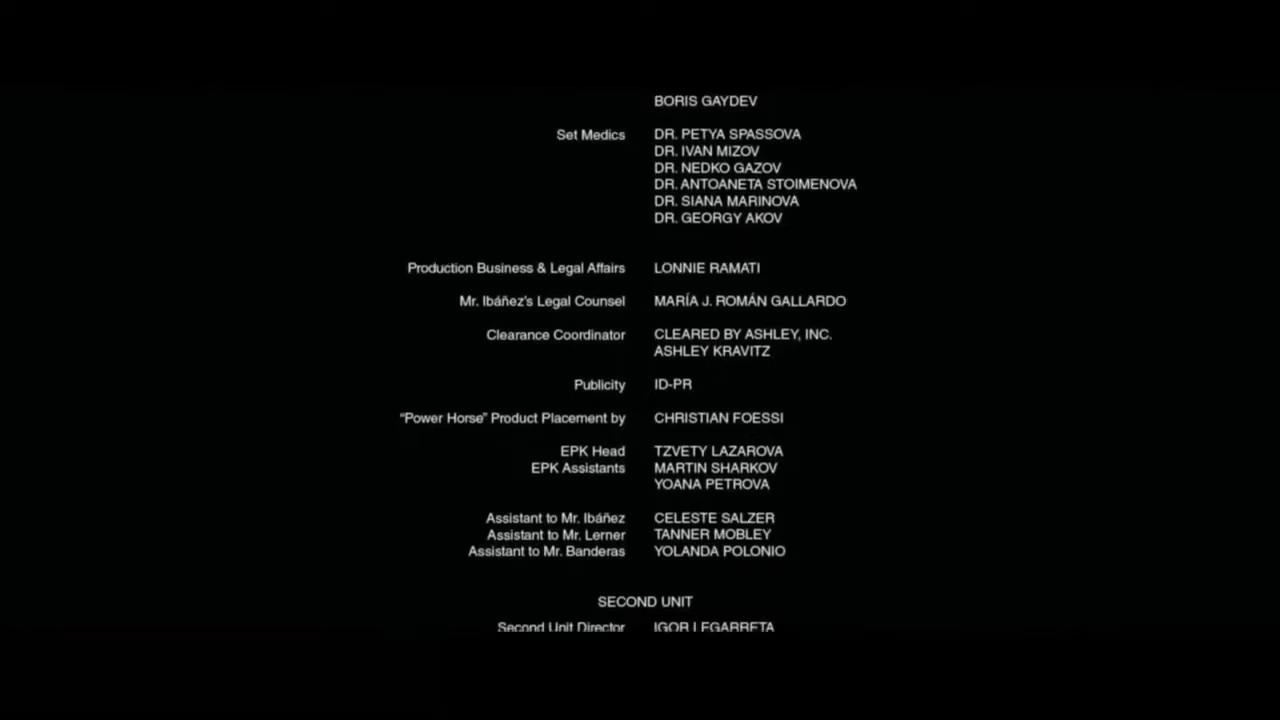 BORIS GAYDEV
Set Medics DR. PETYA SPASSOVA
DR. IVAN MIZOV
DR. NEDKO GAZOV
DR. ANTOANETA STOIMENOVA
DR. SIANA MARINOVA
DR. GEORGY AKOV
Production Business & Legal Affairs LONNIE RAMATI
Mr. Ibáñez's Legal Counsel MARÍA J. ROMÁN GALLARDO
Clearance Coordinator CLEARED BY ASHLEY, INC.
ASHLEY KRAVITZ
Publicity ID-PR
“Power Horse” Product Placement by CHRISTIAN FOESSI
EPK Head TZVETY LAZAROVA
EPK Assistants MARTIN SHARKOV
YOANA PETROVA
Assistant to Mr. Ibáñez CELESTE SALZER
Assistant to Mr. Lerner TANNER MOBLEY
Assistant to Mr. Banderas YOLANDA POLONIO
SECOND UNIT
Second Unit Director IGOR LEGARRETA